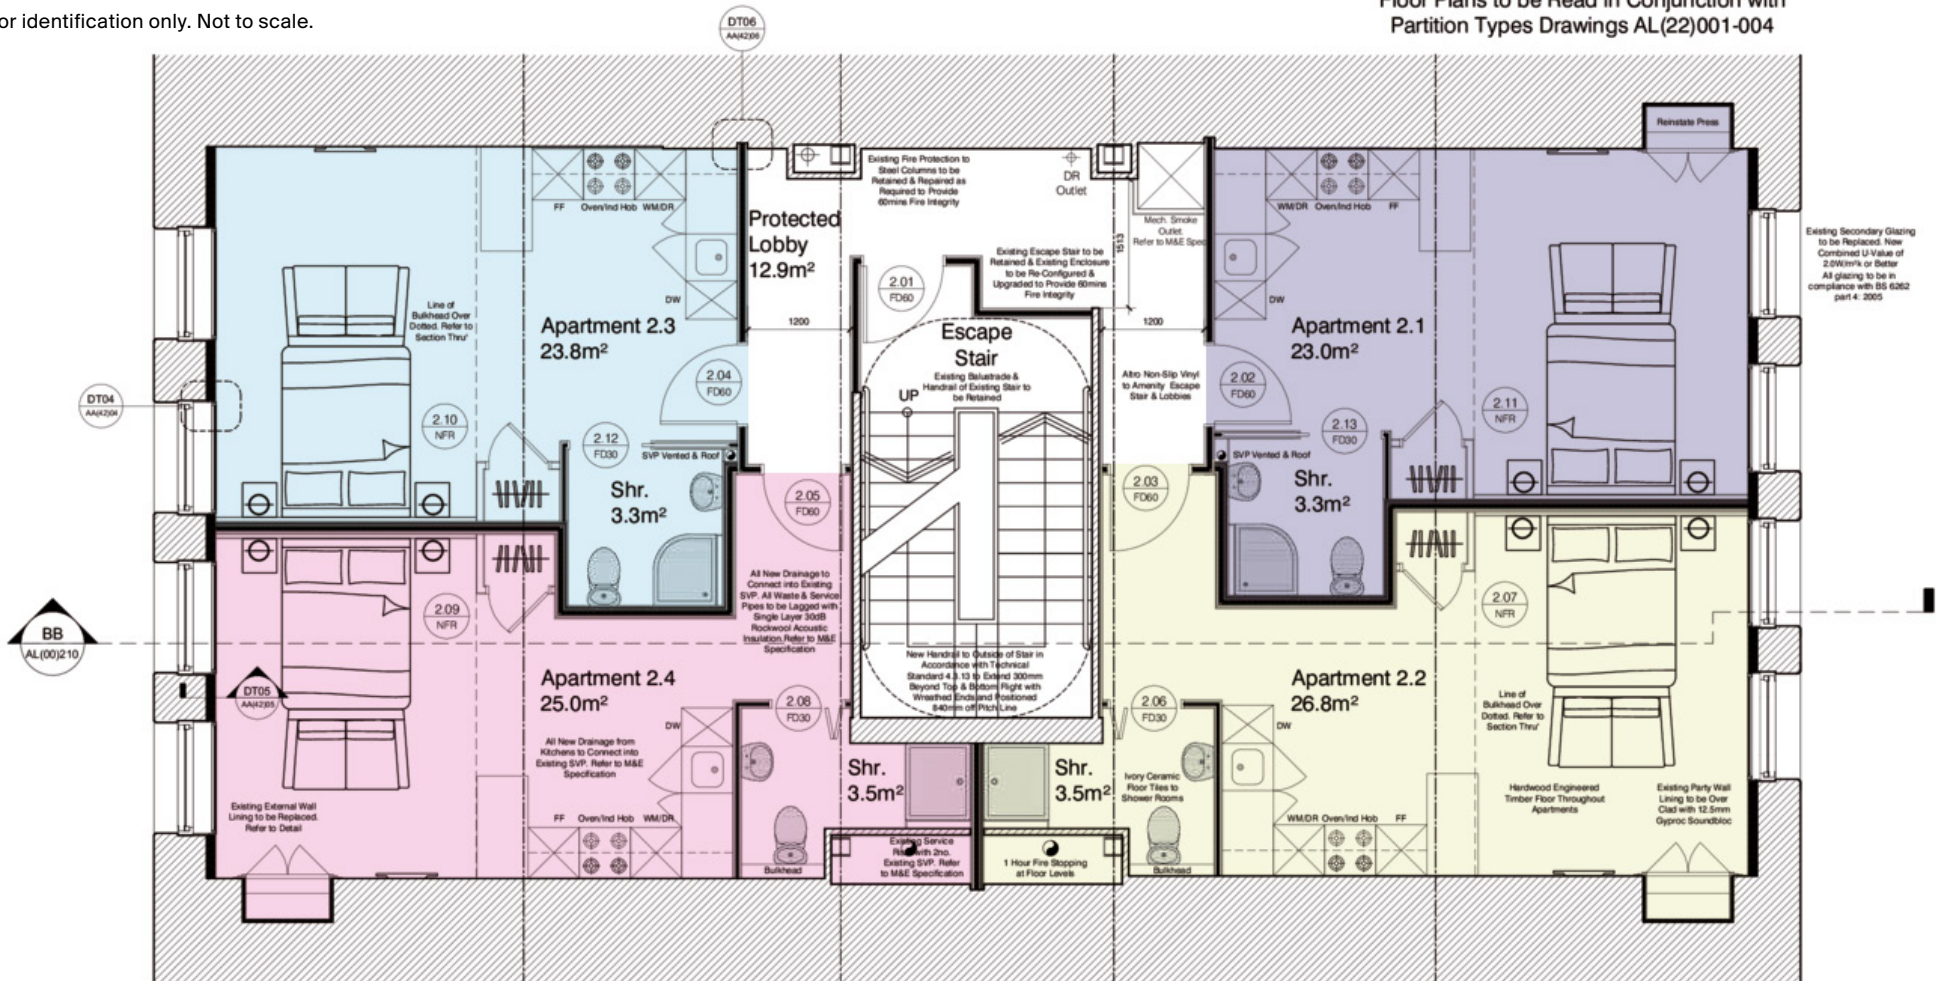 or identification only. Not to scale.
Floor Plans to be Read in Conjunction with
Partition Types Drawings AL(22)001-004
DT06
AA(42)06
Reinstate Press
Existing Fire Protection to
Steel Columns to be
Retained & Repaired as
Required to Provide
60mins Fire Integrity
DR
Outlet
FF
Oven/Ind Hob
WM/DR
Protected
Lobby
12.9m²
Mech. Smoke
Outlet.
Refer to M&E Spec
1513
WM/DR
Oven/Ind Hob
FF
Existing Secondary Glazing
to be Replaced. New
Combined U-Value of
2.0W/m²k or Better
All glazing to be in
compliance with BS 6262
part 4: 2005
2.01
FD60
Existing Escape Stair to be
Retained & Existing Enclosure
to be Re-Configured &
Upgraded to Provide 60mins
Fire Integrity
Line of
Bulkhead Over
Dotted. Refer to
Section Thru'
DW
DW
Apartment 2.3
23.8m²
1200
Escape
Stair
1200
Apartment 2.1
23.0m²
Existing Balustrade &
Handrail of Existing Stair to
be Retained
UP
Altro Non-Slip Vinyl
to Amenity Escape
Stair & Lobbies
2.04
FD60
2.02
FD60
DT04
AA(42)04
2.10
NFR
2.12
FD30
SVP Vented & Roof
2.13
FD30
2.11
NFR
SVP Vented & Roof
Shr.
3.3m²
2.05
FD60
2.03
FD60
Shr.
3.3m²
All New Drainage to
Connect into Existing
SVP. All Waste & Service
Pipes to be Lagged with
Single Layer 30dB
Rockwool Acoustic
Insulation.Refer to M&E
Specification
2.09
NFR
2.07
NFR
BB
AL(00)210
New Handrail to Outside of Stair in
Accordance with Technical
Standard 4.3.13 to Extend 300mm
Beyond Top & Bottom Flight with
Wreathed Ends and Positioned
840mm off Pitch Line
DT05
AA(42)05
Apartment 2.4
25.0m²
2.08
FD30
2.06
FD30
Apartment 2.2
26.8m²
Line of
Bulkhead Over
Dotted. Refer to
Section Thru'
DW
DW
All New Drainage from
Kitchens to Connect into
Existing SVP. Refer to M&E
Specification
Shr.
3.5m²
Shr.
3.5m²
Ivory Ceramic
Floor Tiles to
Shower Rooms
Hardwood Engineered
Timber Floor Throughout
Apartments
Existing Party Wall
Lining to be Over
Clad with 12.5mm
Gyproc Soundbloc
Existing External Wall
Lining to be Replaced.
Refer to Detail
FF
Oven/Ind Hob
WM/DR
WM/DR
Oven/Ind Hob
FF
Existing Service
with 2no.
Existing SVP. Refer
to M&E Specification
1 Hour Fire Stopping
at Floor Levels
Bulkhead
Bulkhead